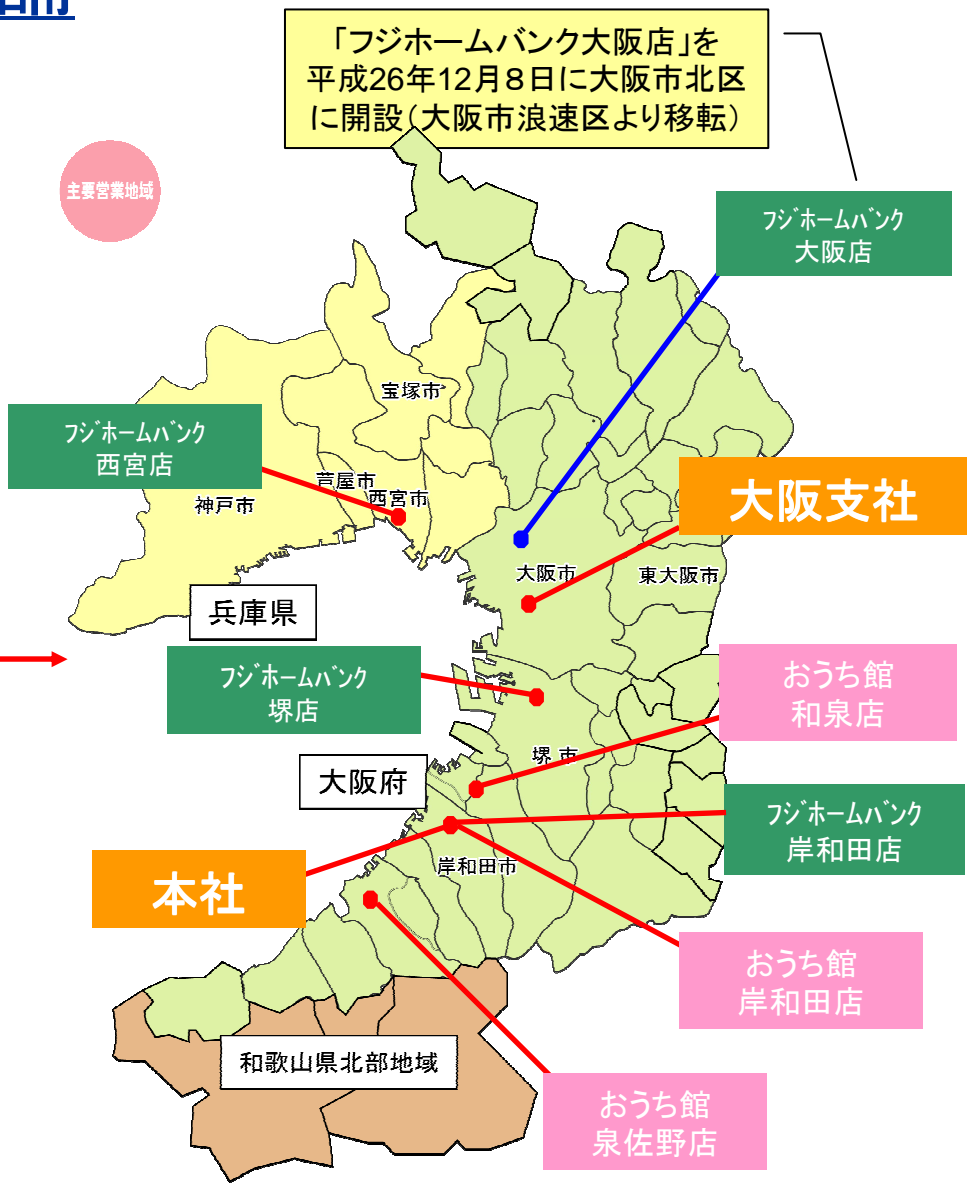 「フジホームバンク大阪店」を
平成26年12月８日に大阪市北区
に開設（大阪市浪速区より移転）
主要営業地域
ﾌｼﾞﾎｰﾑﾊﾞﾝｸ
大阪店
宝塚市
ﾌｼﾞﾎｰﾑﾊﾞﾝｸ
西宮店
芦屋市
西宮市
神戸市
大阪支社
大阪市
東大阪市
兵庫県
ﾌｼﾞﾎｰﾑﾊﾞﾝｸ
堺店
おうち館
和泉店
堺市
大阪府
ﾌｼﾞﾎｰﾑﾊﾞﾝｸ
岸和田店
本社
岸和田市
おうち館
岸和田店
和歌山県北部地域
おうち館
泉佐野店